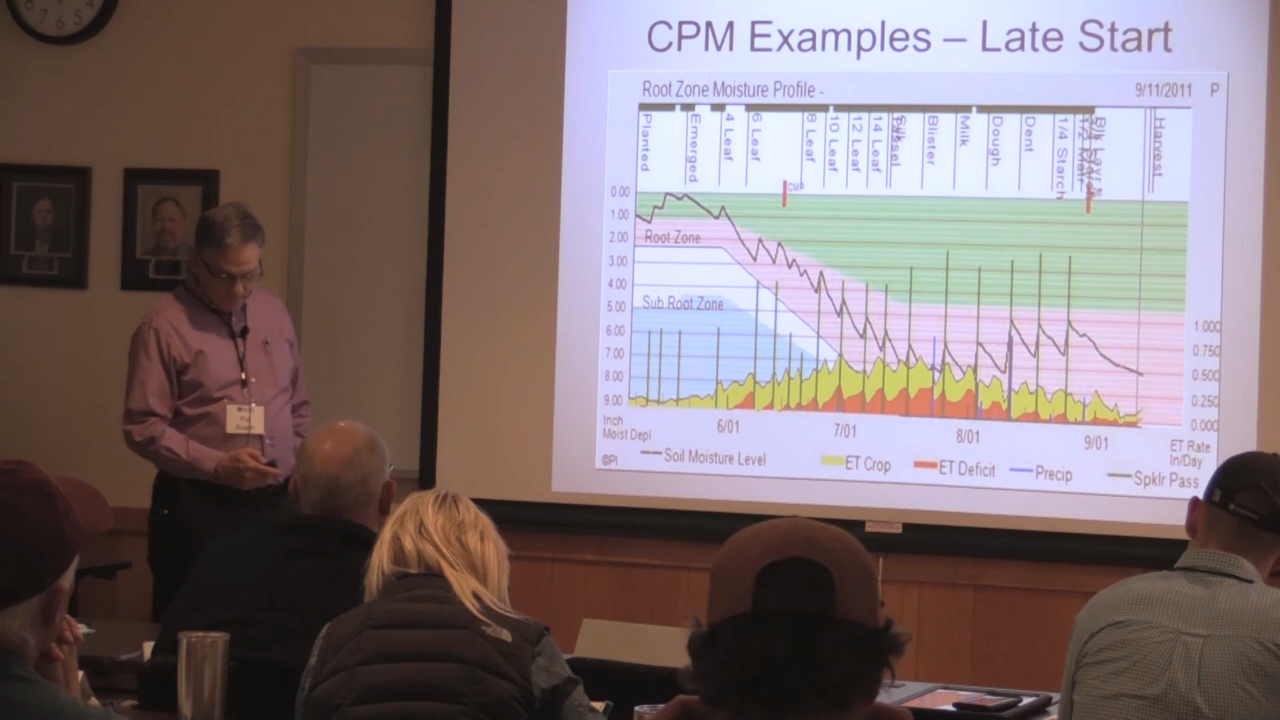 CPM Examples – Late Start
Root Zone Moisture Profile -
9/11/2011
P
Planted
Emerged
4 Leaf
6 Leaf
8 Leaf
10 Leaf
12 Leaf
14 Leaf
Blister
Milk
Dough
Dent
1/4 Starch
Harvest
0.00
1.00
2.00
3.00
4.00
5.00
6.00
7.00
8.00
9.00
Root Zone
Sub Root Zone
1.000
0.750
0.500
0.250
0.000
Inch
Moist Depl
6/01
7/01
8/01
9/01
ET Rate
In/Day
©PI
Soil Moisture Level
ET Crop
ET Deficit
Precip
Spklr Pass
7 6 5